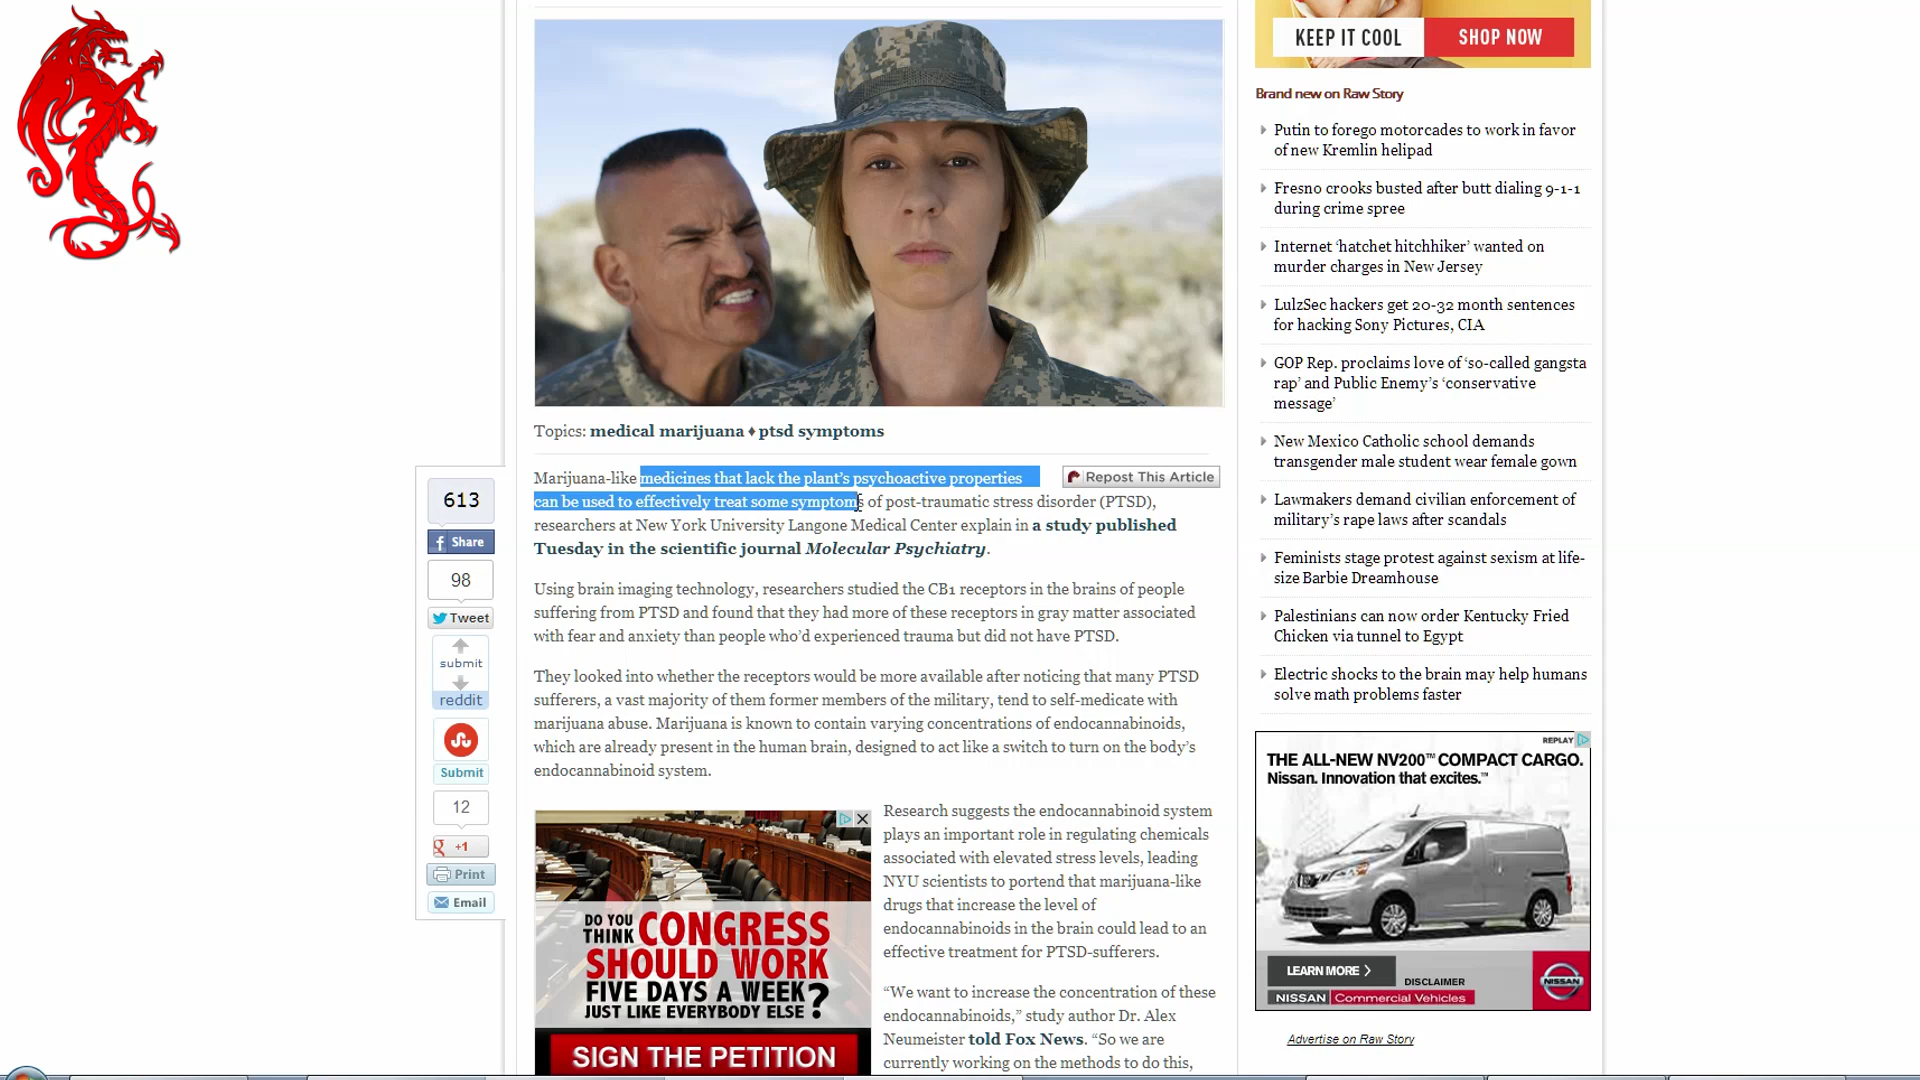 KEEP IT COOL
SHOP NOW
Topics: medical marijuana ♦ ptsd symptoms
Marijuana-like medicines that lack the plant's psychoactive properties
Repost This Article
can be used to effectively treat some symptoms of post-traumatic stress disorder (PTSD),
researchers at New York University Langone Medical Center explain in a study published
Tuesday in the scientific journal Molecular Psychiatry.
Using brain imaging technology, researchers studied the CB1 receptors in the brains of people
suffering from PTSD and found that they had more of these receptors in gray matter associated
with fear and anxiety than people who'd experienced trauma but did not have PTSD.
They looked into whether the receptors would be more available after noticing that many PTSD
sufferers, a vast majority of them former members of the military, tend to self-medicate with
marijuana abuse. Marijuana is known to contain varying concentrations of endocannabinoids,
which are already present in the human brain, designed to act like a switch to turn on the body's
endocannabinoid system.
Research suggests the endocannabinoid system
plays an important role in regulating chemicals
associated with elevated stress levels, leading
NYU scientists to portend that marijuana-like
drugs that increase the level of
endocannabinoids in the brain could lead to an
effective treatment for PTSD-sufferers.
“We want to increase the concentration of these
endocannabinoids,” study author Dr. Alex
Neumeister told Fox News. “So we are
currently working on the methods to do this,
DO YOU
THINK CONGRESS
SHOULD WORK
FIVE DAYS A WEEK?
JUST LIKE EVERYBODY ELSE
SIGN THE PETITION
613
Share
98
Tweet
submit
reddit
Submit
12
+1
Print
Email
Brand new on Raw Story
Putin to forego motorcades to work in favor
of new Kremlin helipad
Fresno crooks busted after butt dialing 9-1-1
during crime spree
Internet ‘hatchet hitchhiker’ wanted on
murder charges in New Jersey
LulzSec hackers get 20-32 month sentences
for hacking Sony Pictures, CIA
GOP Rep. proclaims love of ‘so-called gangsta
rap’ and Public Enemy’s ‘conservative
message’
New Mexico Catholic school demands
transgender male student wear female gown
Lawmakers demand civilian enforcement of
military’s rape laws after scandals
Feminists stage protest against sexism at life-
size Barbie Dreamhouse
Palestinians can now order Kentucky Fried
Chicken via tunnel to Egypt
Electric shocks to the brain may help humans
solve math problems faster
REPLAY
THE ALL-NEW NV200™ COMPACT CARGO.
Nissan. Innovation that excites.™
LEARN MORE >
DISCLAIMER
NISSAN Commercial Vehicles
NISSAN
Advertise on Raw Story